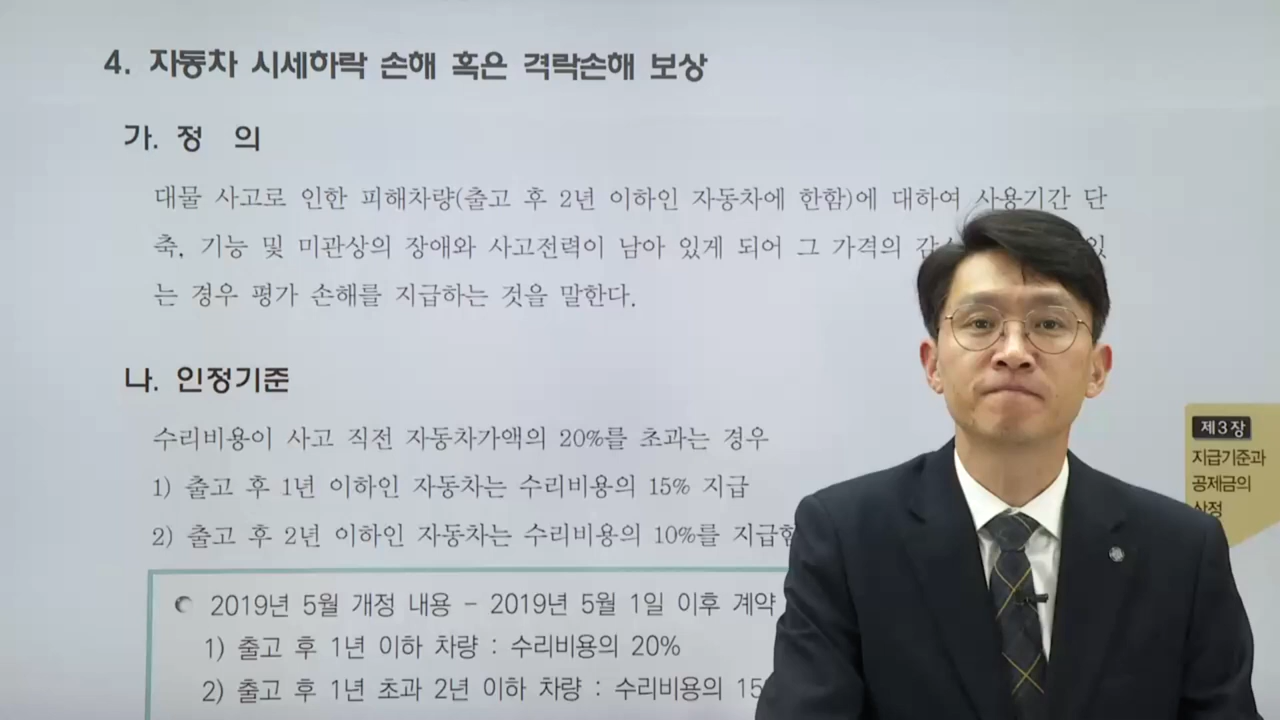 4. 자동차 시세하락 손해 혹은 격락손해 보상
가. 정 의
대물 사고로 인한 피해차량(출고 후 2년 이하인 자동차에 한함)에 대하여 사용기간 단
축, 기능 및 미관상의 장애와 사고전력이 남아 있게 되어 그 가격의
는 경우 평가 손해를 지급하는 것을 말한다.
나. 인정기준
수리비용이 사고 직전 자동차가액의 20%를 초과는 경우
1) 출고 후 1년 이하인 자동차는 수리비용의 15% 지급
2) 출고 후 2년 이하인 자동차는 수리비용의 10%를
제3장
지급기준과
공제금의
산정
2019년 5월 개정 내용 - 2019년 5월 1일 이후 계약
1) 출고 후 1년 이하 차량 : 수리비용의 20%
2) 출고 후 1년 초과 2년 이하 차량 : 수리비용의